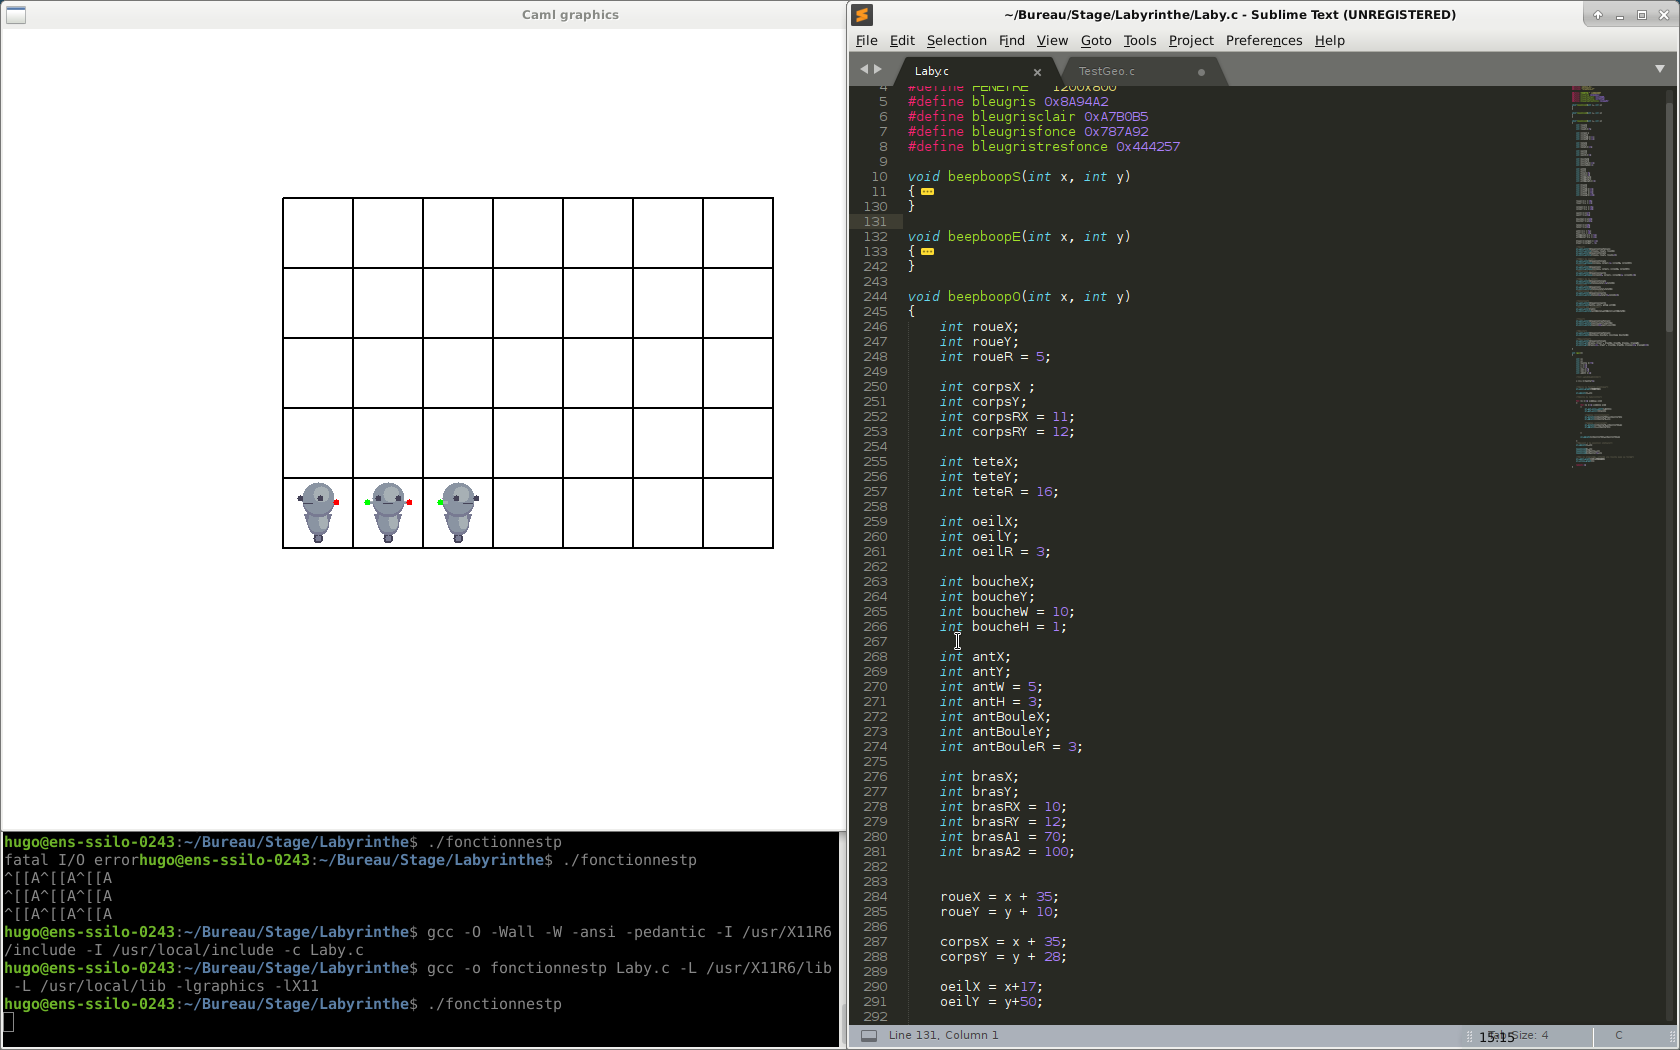 Caml graphics
hugo@ens-ssilo-0243:~/Bureau/Stage/Labyrinthe$ ./fonctionnestp
fatal I/O errorhugo@ens-ssilo-0243:~/Bureau/Stage/Labyrinthe$ ./fonctionnestp
^[[A^[[A^[[A^[[A
^[[A^[[A^[[A^[[A
^[[A^[[A^[[A^[[A
hugo@ens-ssilo-0243:~/Bureau/Stage/Labyrinthe$ gcc -O -Wall -W -ansi -pedantic -I /usr/X11R6
/include -I /usr/local/include -c Laby.c
hugo@ens-ssilo-0243:~/Bureau/Stage/Labyrinthe$ gcc -o fonctionnestp Laby.c -L /usr/X11R6/lib
-L /usr/local/lib -lgraphics -lX11
hugo@ens-ssilo-0243:~/Bureau/Stage/Labyrinthe$ ./fonctionnestp
~/Bureau/Stage/Labyrinthe/Laby.c - Sublime Text (UNREGISTERED)
File Edit Selection Find View Goto Tools Project Preferences Help
Laby.c × TestGeo.c
4 #define FENETRE "1200x800"
5 #define bleugris 0x8A94A2
6 #define bleugrisclair 0xA7B0B5
7 #define bleugrisfonce 0x787A92
8 #define bleugristresfonce 0x444257
9
10 void beepboopS(int x, int y)
11 {
130 }
131
132 void beepboopE(int x, int y)
133 {
242 }
243
244 void beepboopO(int x, int y)
245 {
246 int roueX;
247 int roueY;
248 int roueR = 5;
249
250 int corpsX ;
251 int corpsY;
252 int corpsRX = 11;
253 int corpsRY = 12;
254
255 int teteX;
256 int teteY;
257 int teteR = 16;
258
259 int oeilX;
260 int oeilY;
261 int oeilR = 3;
262
263 int boucheX;
264 int boucheY;
265 int boucheW = 10;
266 int boucheH = 1;
267
268 int antX;
269 int antY;
270 int antW = 5;
271 int antH = 3;
272 int antBouleX;
273 int antBouleY;
274 int antBouleR = 3;
275
276 int brasX;
277 int brasY;
278 int brasRX = 10;
279 int brasRY = 12;
280 int brasA1 = 70;
281 int brasA2 = 100;
282
283
284 roueX = x + 35;
285 roueY = y + 10;
286
287 corpsX = x + 35;
288 corpsY = y + 28;
289
290 oeilX = x+17;
291 oeilY = y+50;
292
Line 131, Column 1
15:15
Size: 4
C